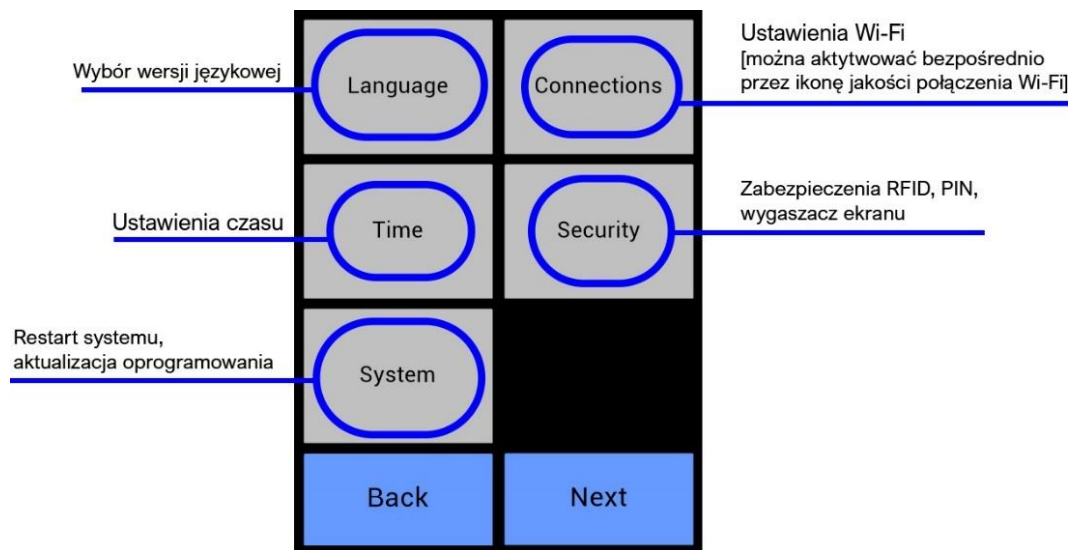 Wybór wersji językowej
Language
Connections
Ustawienia Wi-Fi
[można aktytwować bezpośrednio
przez ikonę jakości połączenia Wi-Fi]
Ustawienia czasu
Time
Security
Zabezpieczenia RFID, PIN,
wygaszacz ekranu
Restart systemu,
aktualizacja oprogramowania
System
Back
Next